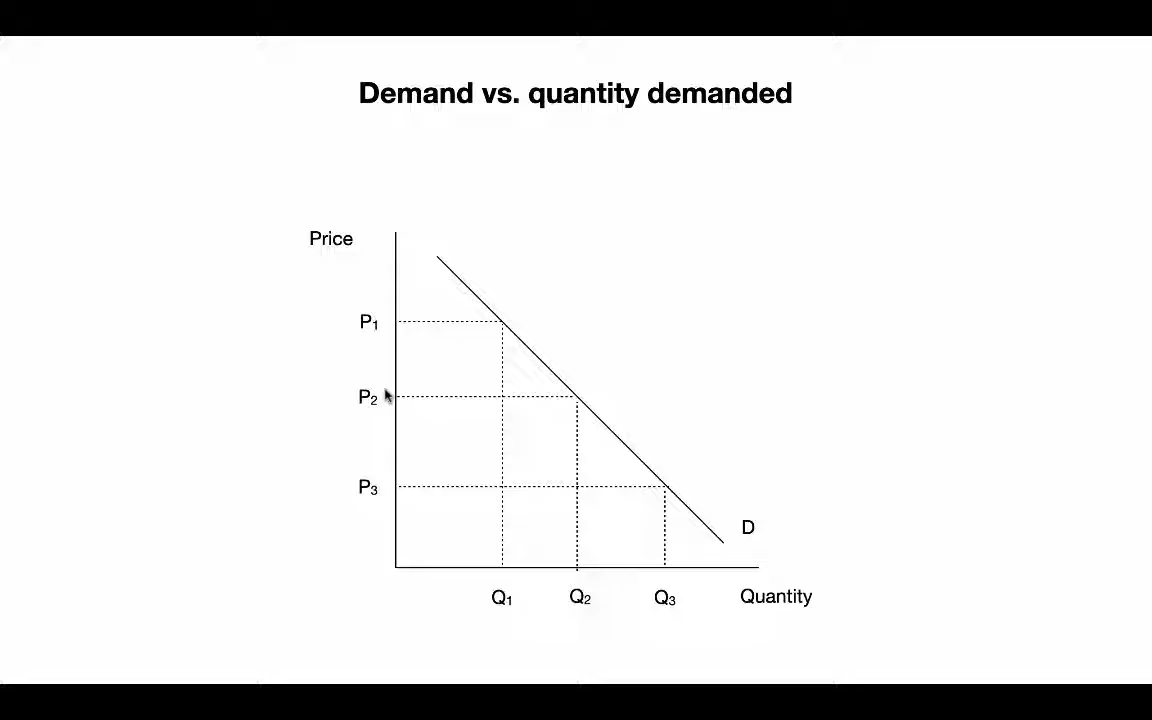 Demand vs. quantity demanded
Price
P₁
P₂
P₃
D
Q₁ Q₂ Q₃ Quantity